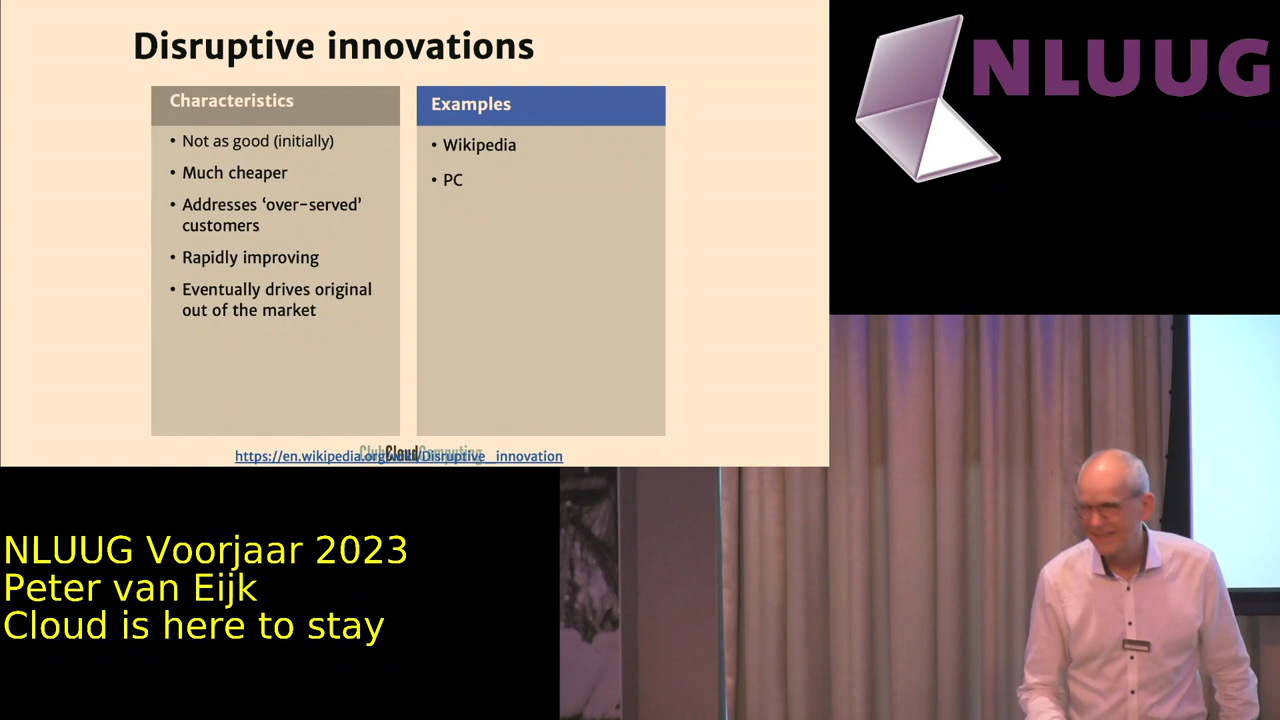 Disruptive innovations
Characteristics
• Not as good (initially)
• Much cheaper
• Addresses ‘over-served’
customers
• Rapidly improving
• Eventually drives original
out of the market
Examples
• Wikipedia
• PC
ClubCloudComputing
https://en.wikipedia.org/wiki/Disruptive_innovation
NLUUG
NLUUG Voorjaar 2023
Peter van Eijk
Cloud is here to stay